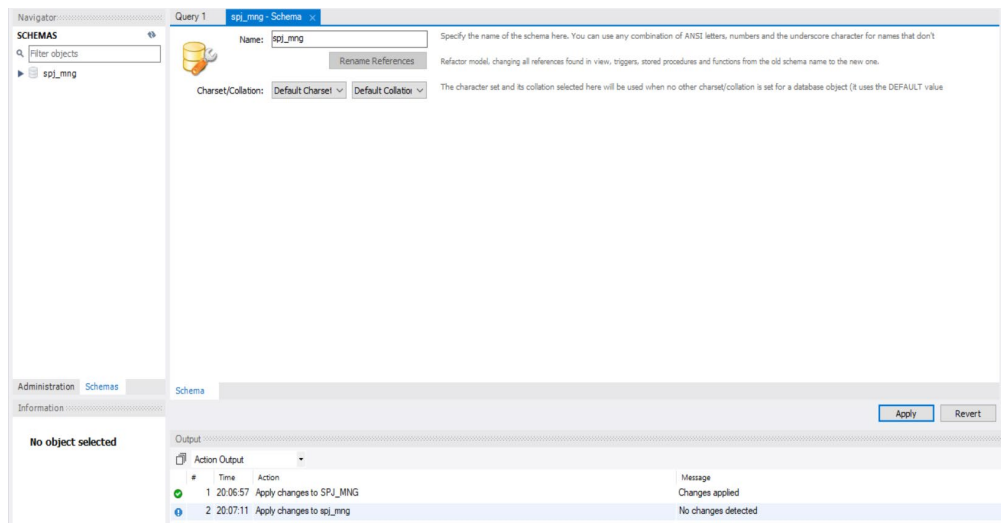 Navigator
SCHEMAS
Filter objects
spj_mng
Administration Schemas
Information
No object selected
Query 1 spj_mng - Schema
Name: spj_mng
Specify the name of the schema here. You can use any combination of ANSI letters, numbers and the underscore character for names that don't
Rename References
Refactor model, changing all references found in view, triggers, stored procedures and functions from the old schema name to the new one.
Charset/Collation: Default Charset Default Collatior
The character set and its collation selected here will be used when no other charset/collation is set for a database object (it uses the DEFAULT value
Schema
Apply Revert
Output
Action Output
# Time Action Message
1 20:06:57 Apply changes to SPJ_MNG Changes applied
2 20:07:11 Apply changes to spj_mng No changes detected